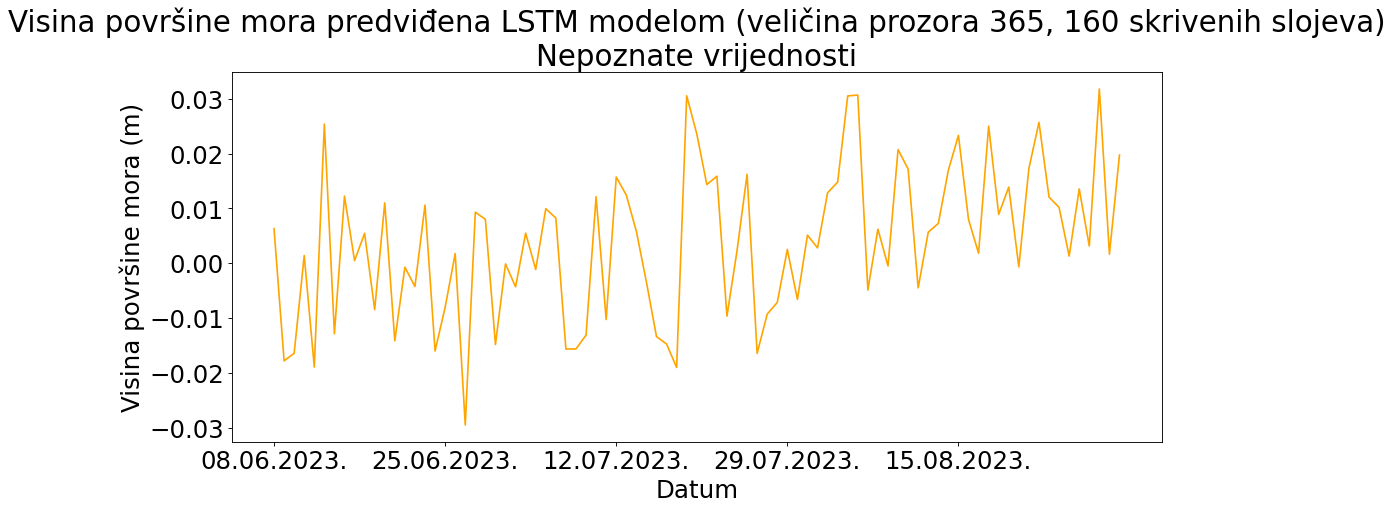 Visina površine mora predviđena LSTM modelom (veličina prozora 365, 160 skrivenih slojeva)
Nepoznate vrijednosti
Visina površine mora (m)
0.03
0.02
0.01
0.00
−0.01
−0.02
−0.03
08.06.2023. 25.06.2023. 12.07.2023. 29.07.2023. 15.08.2023.
Datum